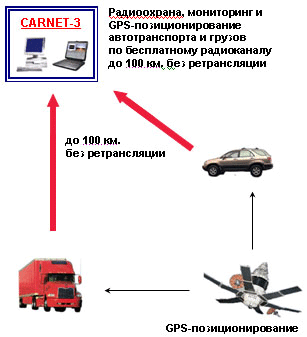 CARNET-3
Радиоохрана, мониторинг и
GPS-позиционирование
автотранспорта и грузов
по бесплатному радиоканалу
до 100 км. без ретрансляции
до 100 км.
без ретрансляции
GPS-позиционирование